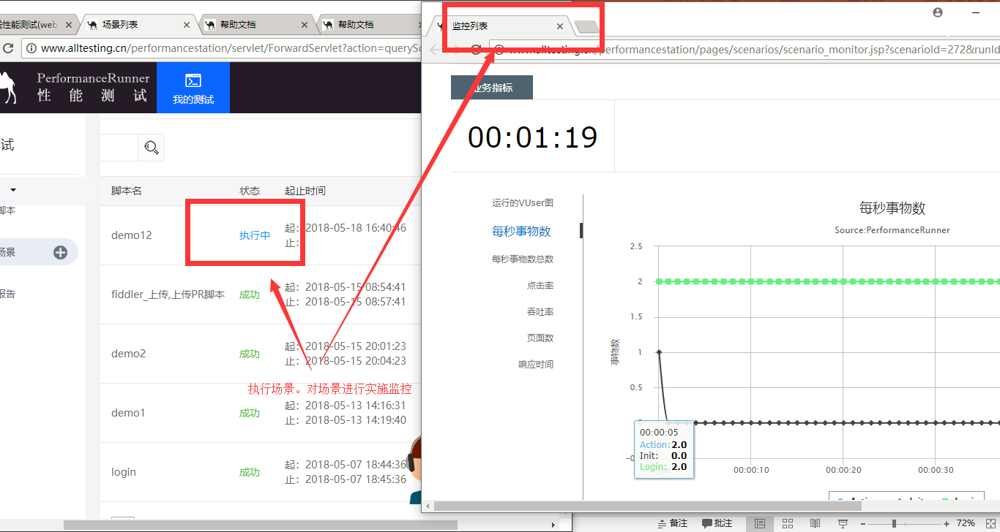 性能测试(web
场景列表
帮助文档
帮助文档
www.alltesting.cn/performancestation/servlet/ForwardServlet?action=querySc
PerformanceRunner
性 能 测 试
我的测试
试
脚本名
状态
起止时间
脚本
demo12
执行中
起：2018-05-18 16:40:46
止：
场景
fiddler_上传,上传PR脚本
成功
起：2018-05-15 08:54:41
止：2018-05-15 08:57:41
报告
demo2
成功
起：2018-05-15 20:01:23
止：2018-05-15 20:04:23
执行场景。对场景进行实施监控
demo1
成功
起：2018-05-13 14:16:31
止：2018-05-13 14:19:40
login
成功
起：2018-05-07 18:44:36
止：2018-05-07 18:45:36
监控列表
www.alltesting.cn/performancestation/pages/scenarios/scenario_monitor.jsp?scenarioId=272&runId
业务指标
00:01:19
运行的VUser图
每秒事物数
每秒事物数总数
点击率
吞吐率
页面数
响应时间
每秒事物数
Source:PerformanceRunner
事物数
2.5
2
1.5
1
0.5
0
00:00:05
Action: 2.0
Init: 0.0
Login: 2.0
00:00:10
00:00:20
00:00:30
备注
批注
72%